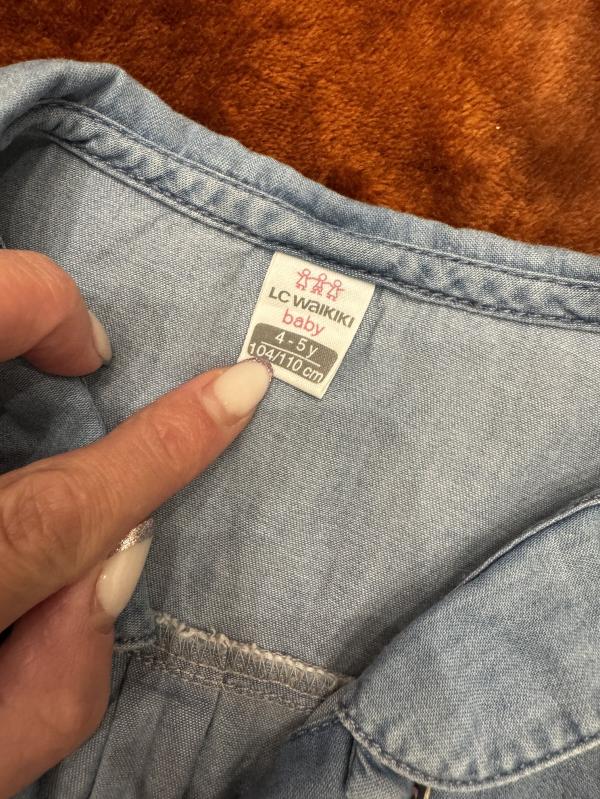 LC WAIKIKI
baby
4 - 5 y
104/110 cm